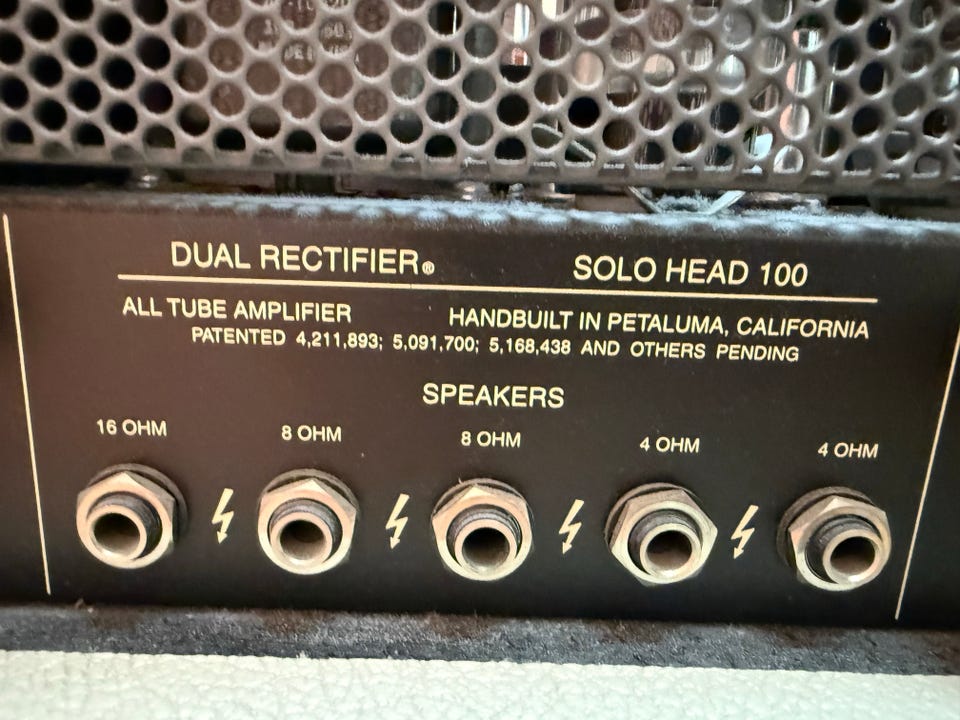 DUAL RECTIFIER® SOLO HEAD 100
ALL TUBE AMPLIFIER HANDBUILT IN PETALUMA, CALIFORNIA
PATENTED 4,211,893; 5,091,700; 5,168,438 AND OTHERS PENDING
SPEAKERS
16 OHM 8 OHM 8 OHM 4 OHM 4 OHM